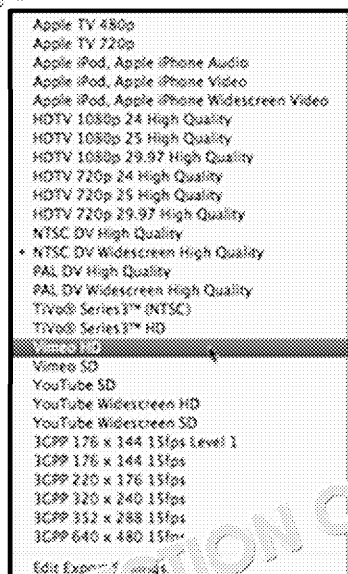 Apple TV 480p
Apple TV 720p
Apple iPod, Apple iPhone Audio
Apple iPod, Apple iPhone Video
Apple iPod, Apple iPhone Widescreen Video
HDTV 1080p 24 High Quality
HDTV 1080p 25 High Quality
HDTV 1080p 29.97 High Quality
HDTV 720p 24 High Quality
HDTV 720p 25 High Quality
HDTV 720p 29.97 High Quality
NTSC DV High Quality
• NTSC DV Widescreen High Quality
PAL DV High Quality
PAL DV Widescreen High Quality
TiVo® Series3™ (NTSC)
TiVo® Series3™ HD
Vimeo HD
Vimeo SD
YouTube SD
YouTube Widescreen HD
YouTube Widescreen SD
3GPP 176 x 144 15fps Level 1
3GPP 176 x 144 15fps
3GPP 220 x 176 15fps
3GPP 320 x 240 15fps
3GPP 352 x 288 15fps
3GPP 640 x 480 15fps
Edit